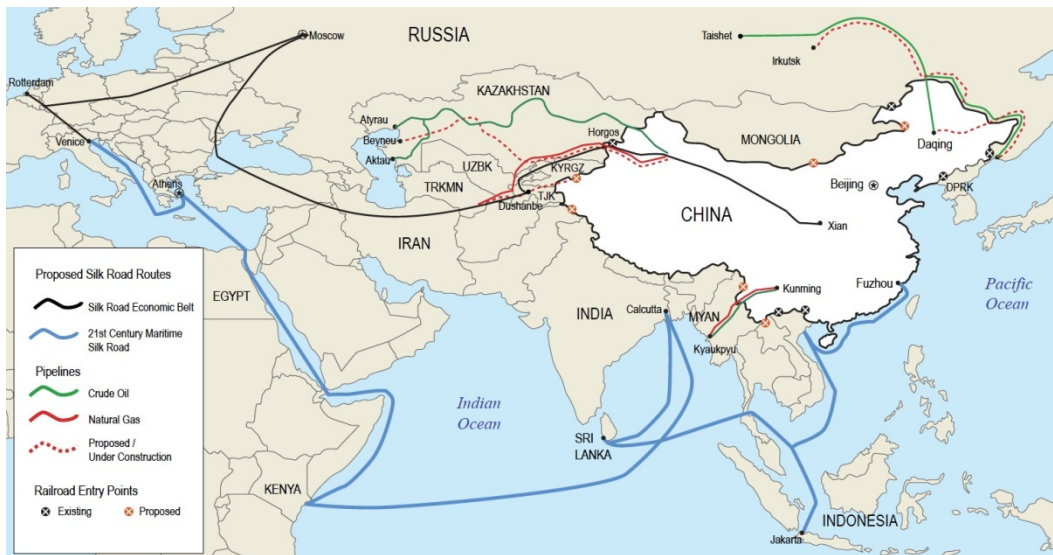 RUSSIA
Moscow
Taishet
Irkutsk
Rotterdam
KAZAKHSTAN
Atyrau
Beyneu
Aktau
Horgos
MONGOLIA
Daqing
Venice
UZBK
KYRGZ
Beijing
DPRK
Athens
TRKMN
TJK
Dushanbe
CHINA
Xian
IRAN
Proposed Silk Road Routes
Silk Road Economic Belt
21st Century Maritime
Silk Road
Pipelines
Crude Oil
Natural Gas
Proposed /
Under Construction
Railroad Entry Points
Existing
Proposed
EGYPT
Pacific
Ocean
Fuzhou
Kunming
Calcutta
INDIA
MYAN
Kyaukpyu
Indian
Ocean
SRI
LANKA
KENYA
INDONESIA
Jakarta